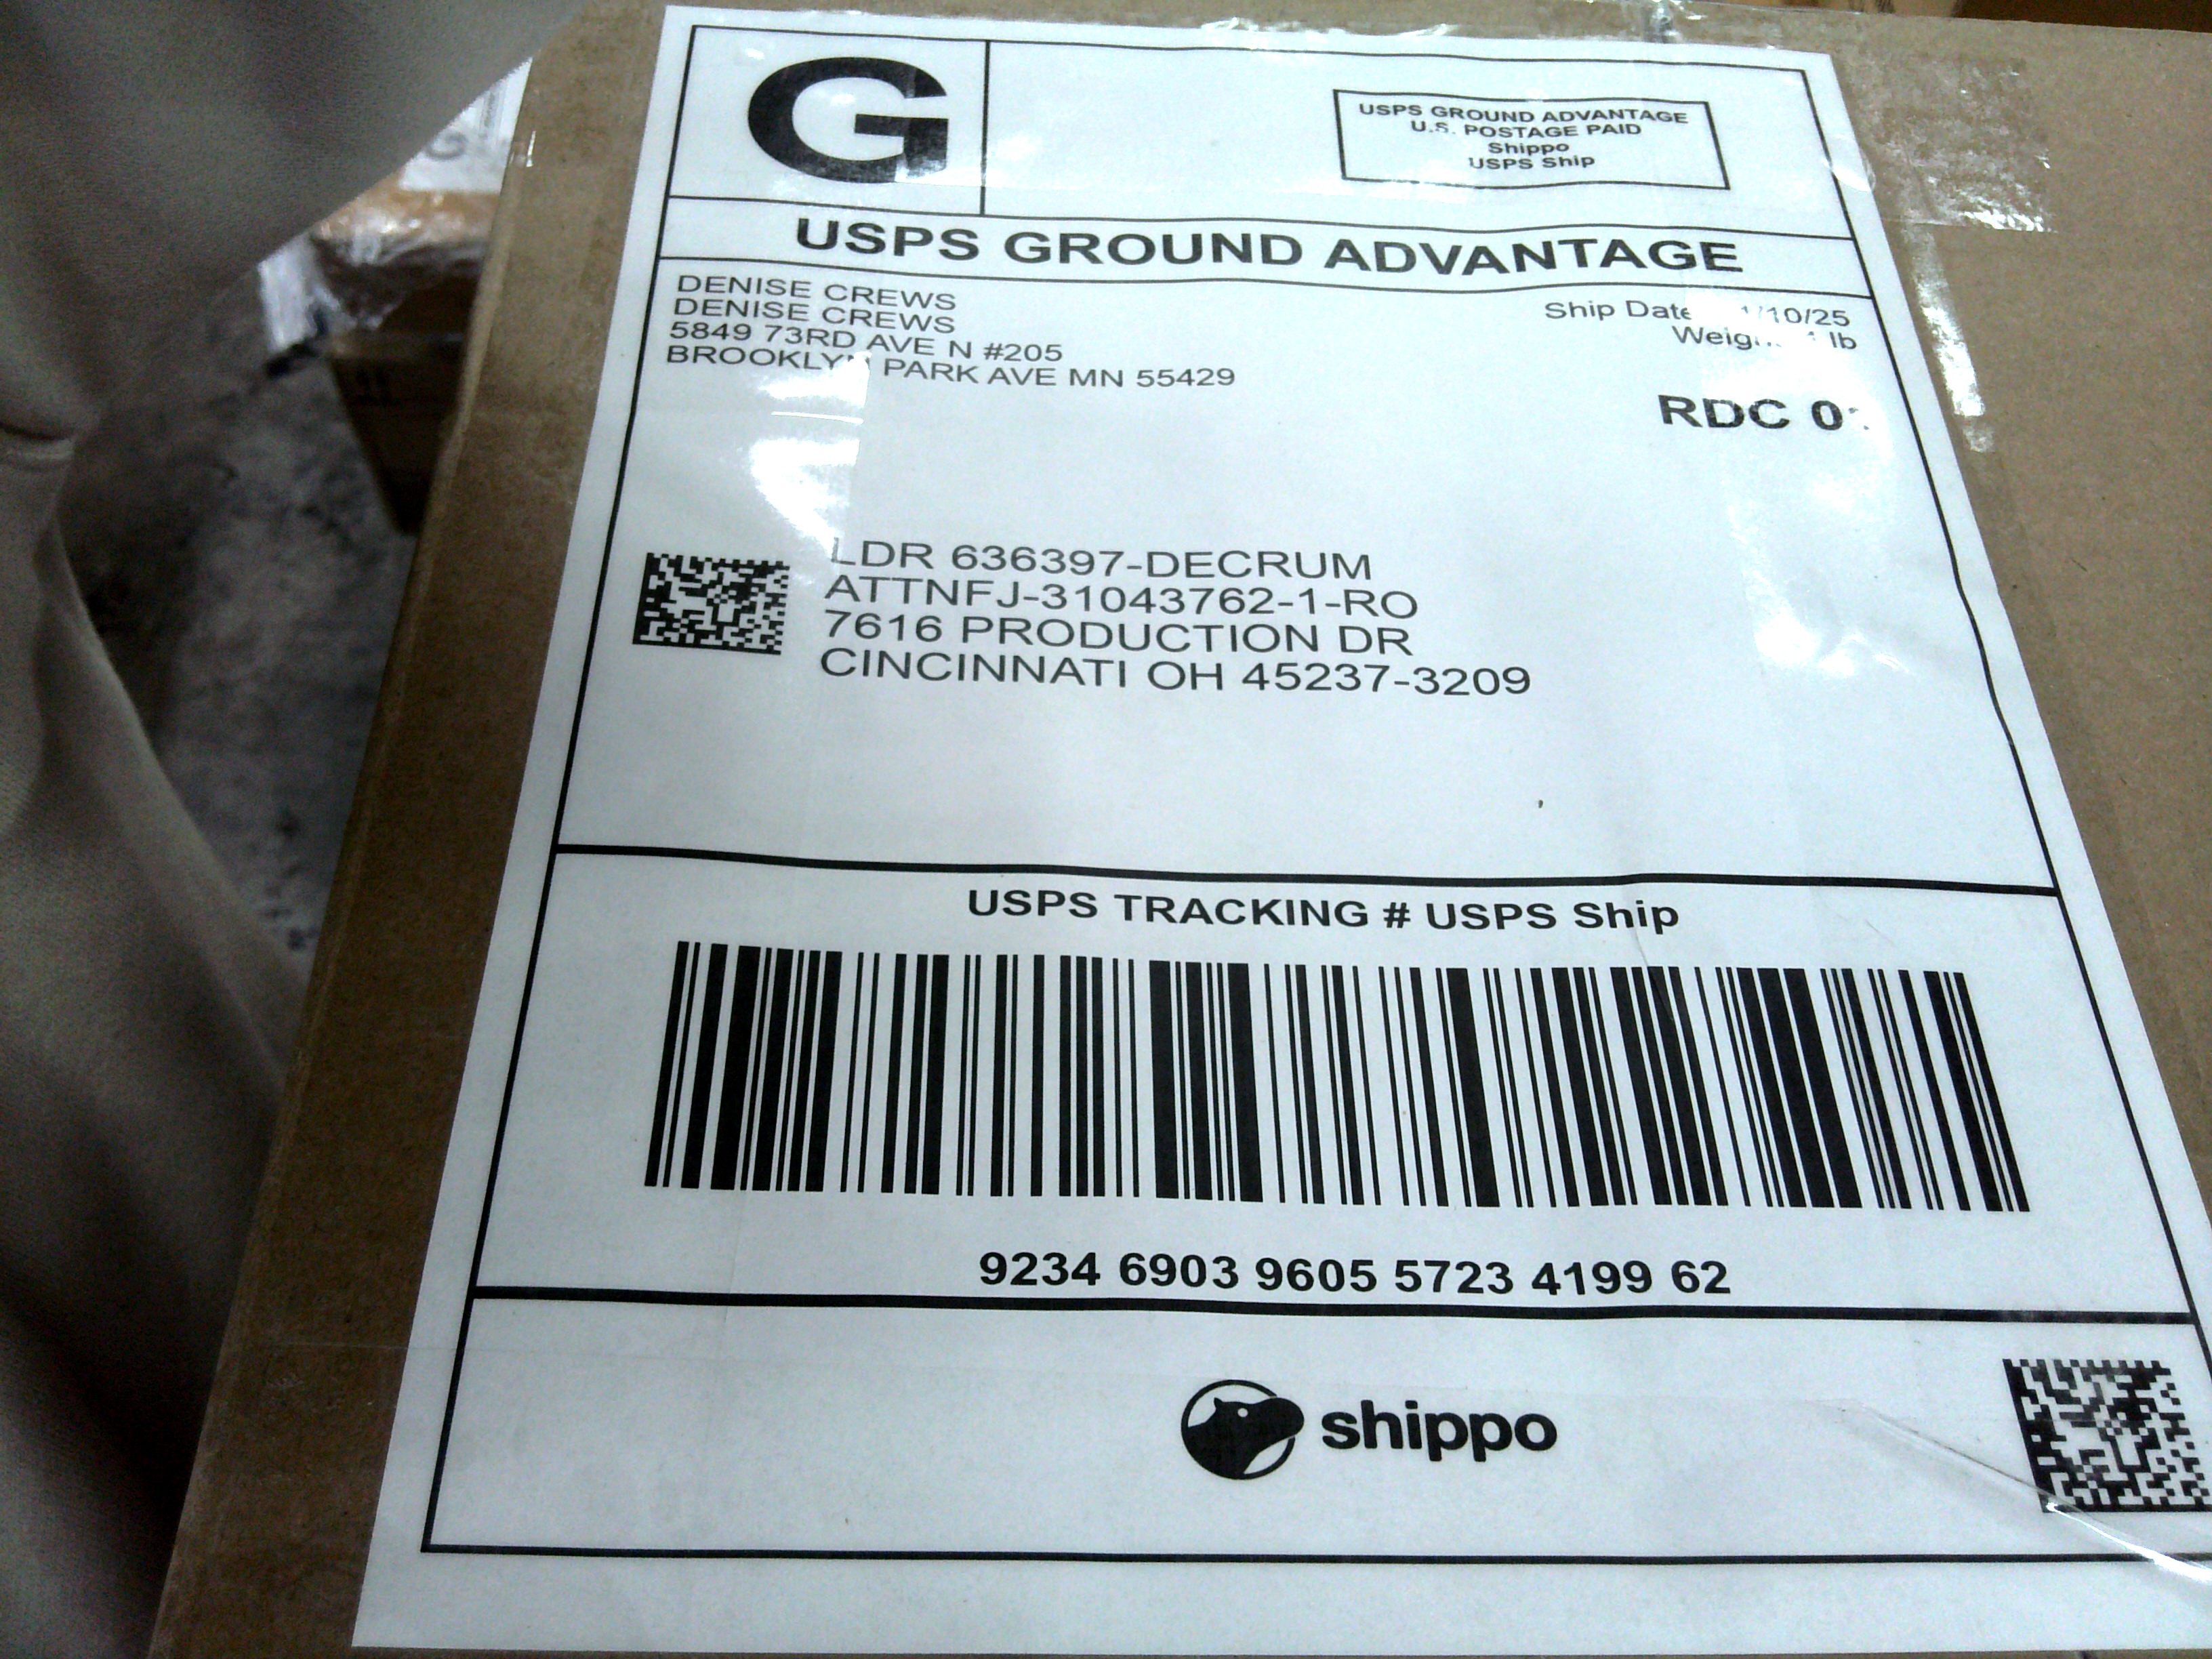 G
USPS GROUND ADVANTAGE
U.S. POSTAGE PAID
Shippo
USPS Ship
USPS GROUND ADVANTAGE
DENISE CREWS
DENISE CREWS
5849 73RD AVE N #205
BROOKLYN PARK AVE MN 55429
Ship Date
lb
RDC
LDR 636397-DECRUM
ATTNFJ-31043762-1-RO
7616 PRODUCTION DR
CINCINNATI OH 45237-3209
USPS TRACKING # USPS Ship
9234 6903 9605 5723 4199 62
shippo